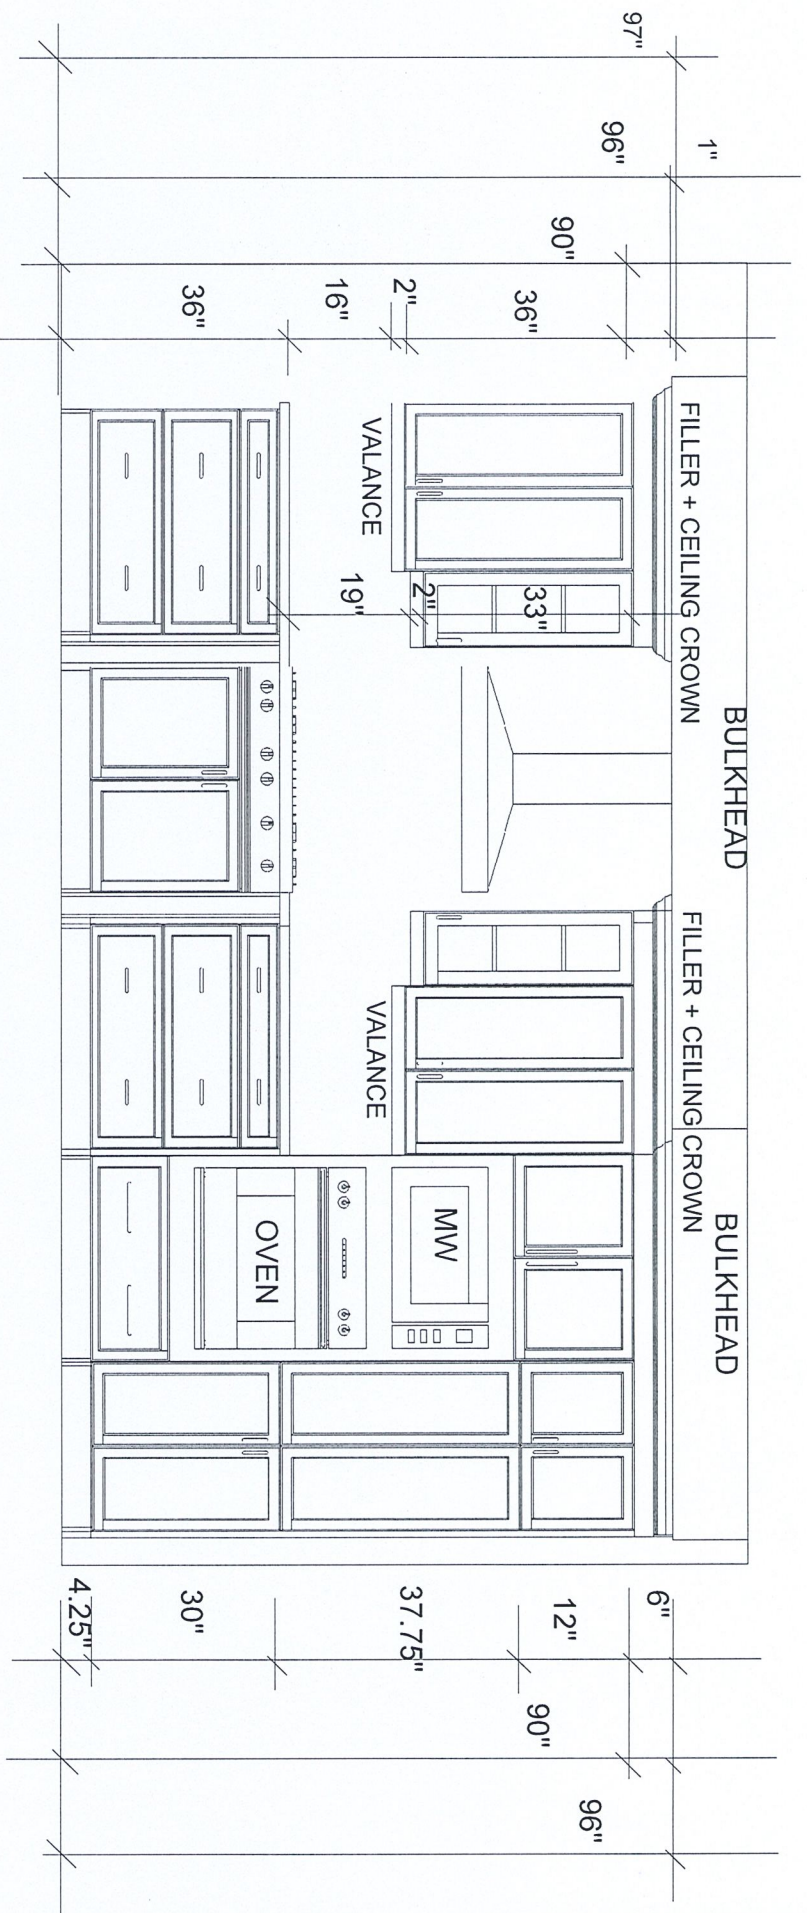 BULKHEAD
BULKHEAD
1"
FILLER + CEILING CROWN
FILLER + CEILING CROWN
6"
97"
96"
96"
90"
12"
90"
36"
33"
MW
2"
2"
37.75"
VALANCE
VALANCE
19"
16"
OVEN
36"
30"
4.25"